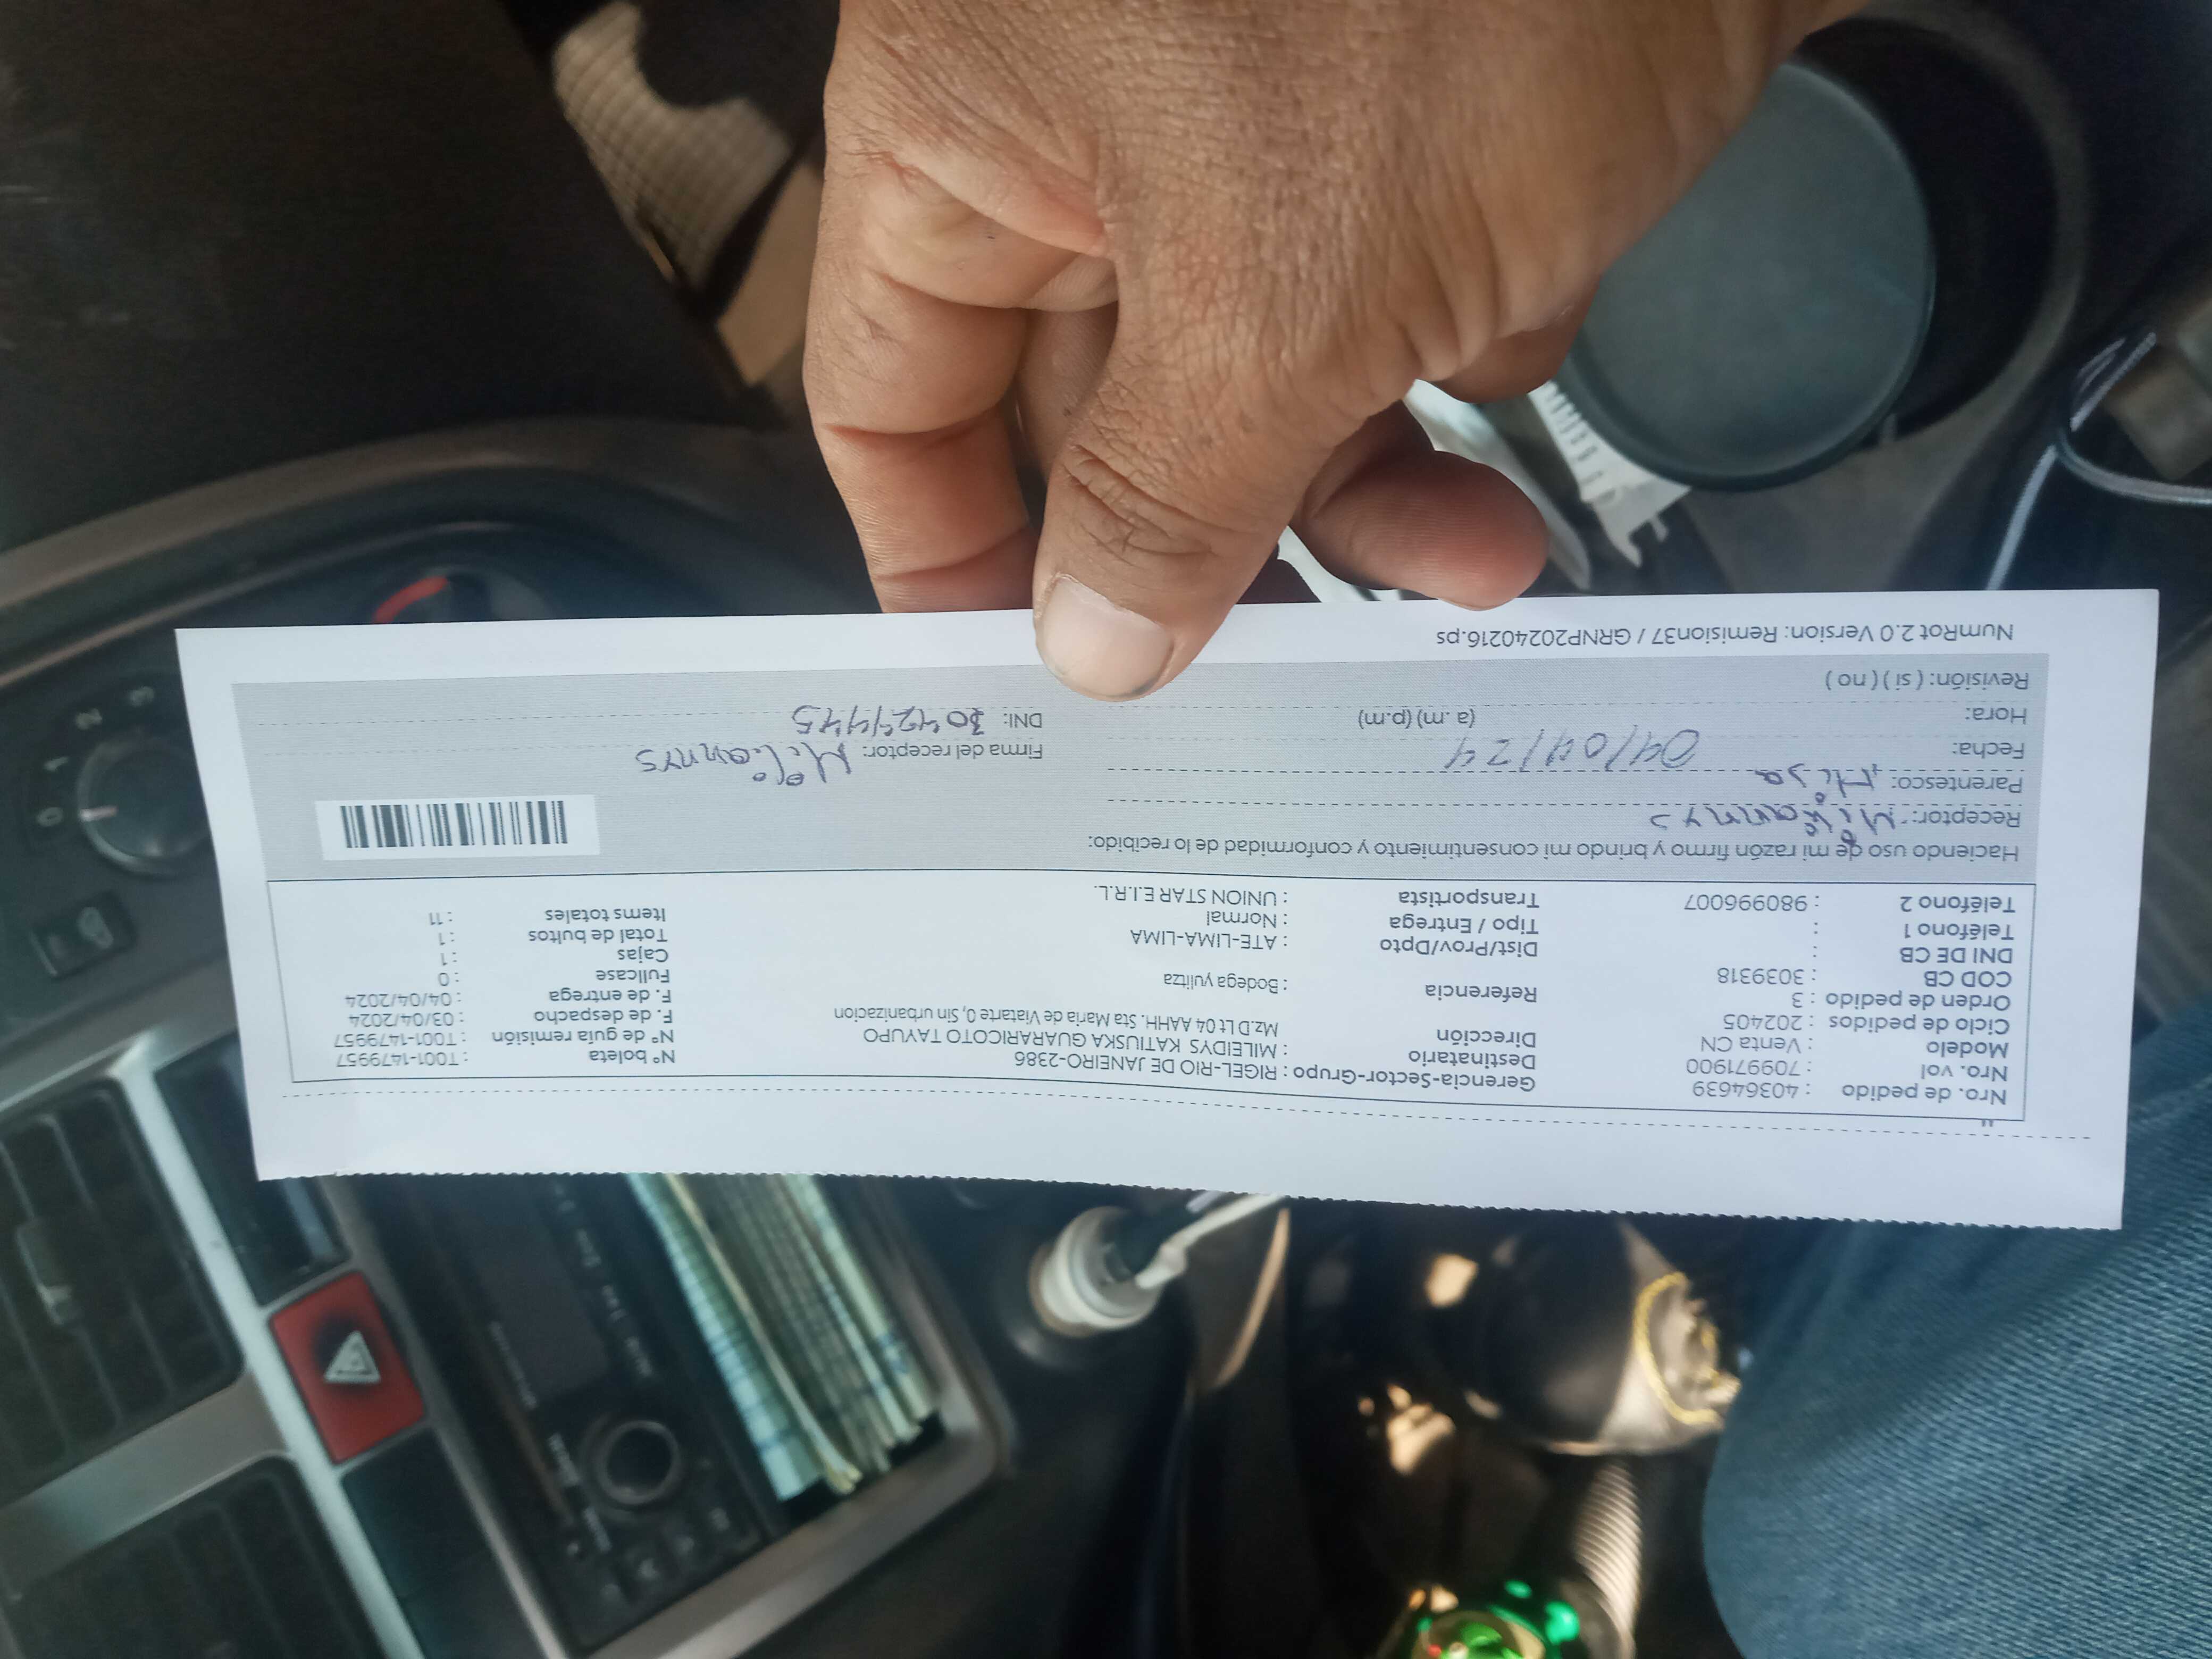 Nro. de pedido : 40364639
Nro. vol : 709971900
Modelo : Venta CN
Ciclo de pedidos : 202405
Orden de pedido : 3
COD CB : 3039318
DNI DE CB :
Teléfono 1 :
Teléfono 2 : 980996007
Gerencia-Sector-Grupo : RIGEL-RIO DE JANEIRO-2386
Destinatario : MILEIDYS KATIUSKA GUARARICOTO TAYUPO
Dirección Mz.D Lt 04 AAHH. Sta Maria de Viatarte 0, Sin urbanizacion
Referencia : Bodega yulitza
Dist/Prov/Dpto : ATE-LIMA-LIMA
Tipo / Entrega : Normal
Transportista : UNION STAR E.I.R.L.
N° boleta : T001-1479957
N° de guía remisión : T001-1479957
F. de despacho : 03/04/2024
F. de entrega : 04/04/2024
Fullcase : 0
Cajas : 1
Total de bultos : 1
Items totales : 11
Haciendo uso de mi razón firmo y brindo mi consentimiento y conformidad de lo recibido:
Receptor:
Parentesco: Hija
Fecha: 04/04/24
Hora: (a .m) (p.m)
Revisión: ( si ) ( no )
Firma del receptor:
DNI:
NumRot 2.0 Version: Remision37 / GRNP20240216.ps
0
1
2
3